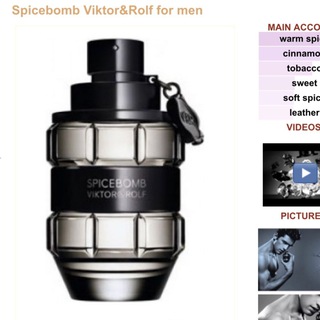 Spicebomb Viktor&Rolf for men
MAIN ACCO
warm spi
cinnamo
tobacco
sweet
soft spic
leather
VIDEOS
PICTURE
SPICEBOMB
VIKTOR&ROLF